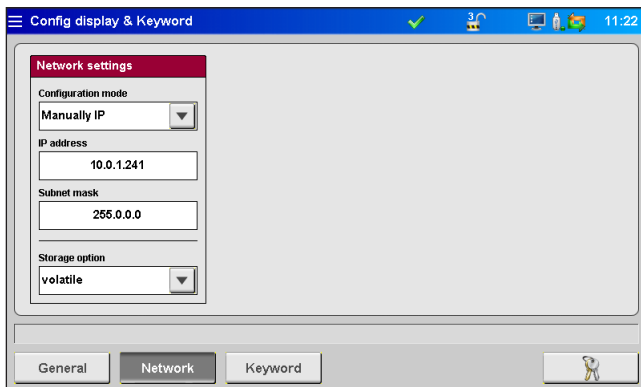 Config display & Keyword
3
11:22
Network settings
Configuration mode
Manually IP
IP address
10.0.1.241
Subnet mask
255.0.0.0
Storage option
volatile
General
Network
Keyword